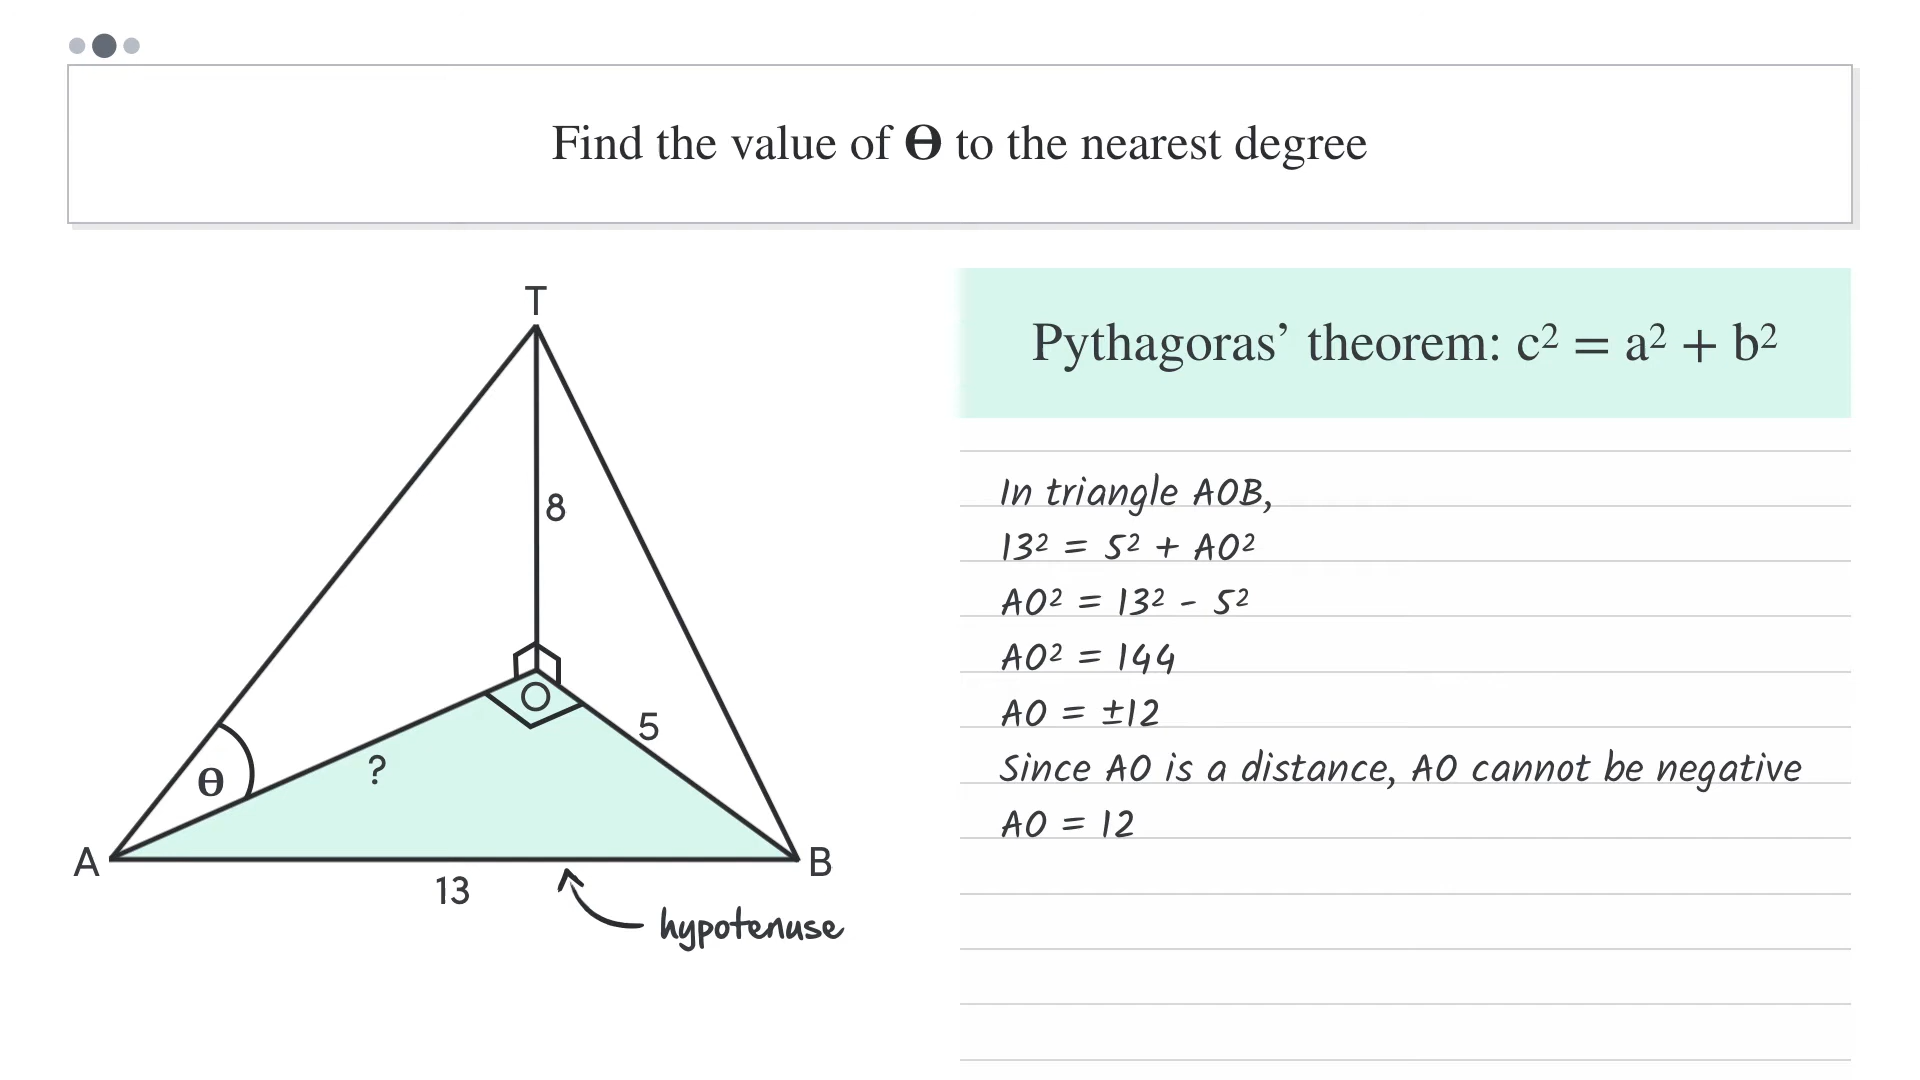 Find the value of Ɵ to the nearest degree
T
8
O
5
?
Ɵ
A
B
13
hypotenuse
Pythagoras’ theorem: c² = a² + b²
In triangle AOB,
13² = 5² + AO²
AO² = 13² - 5²
AO² = 144
AO = ±12
Since AO is a distance, AO cannot be negative
AO = 12